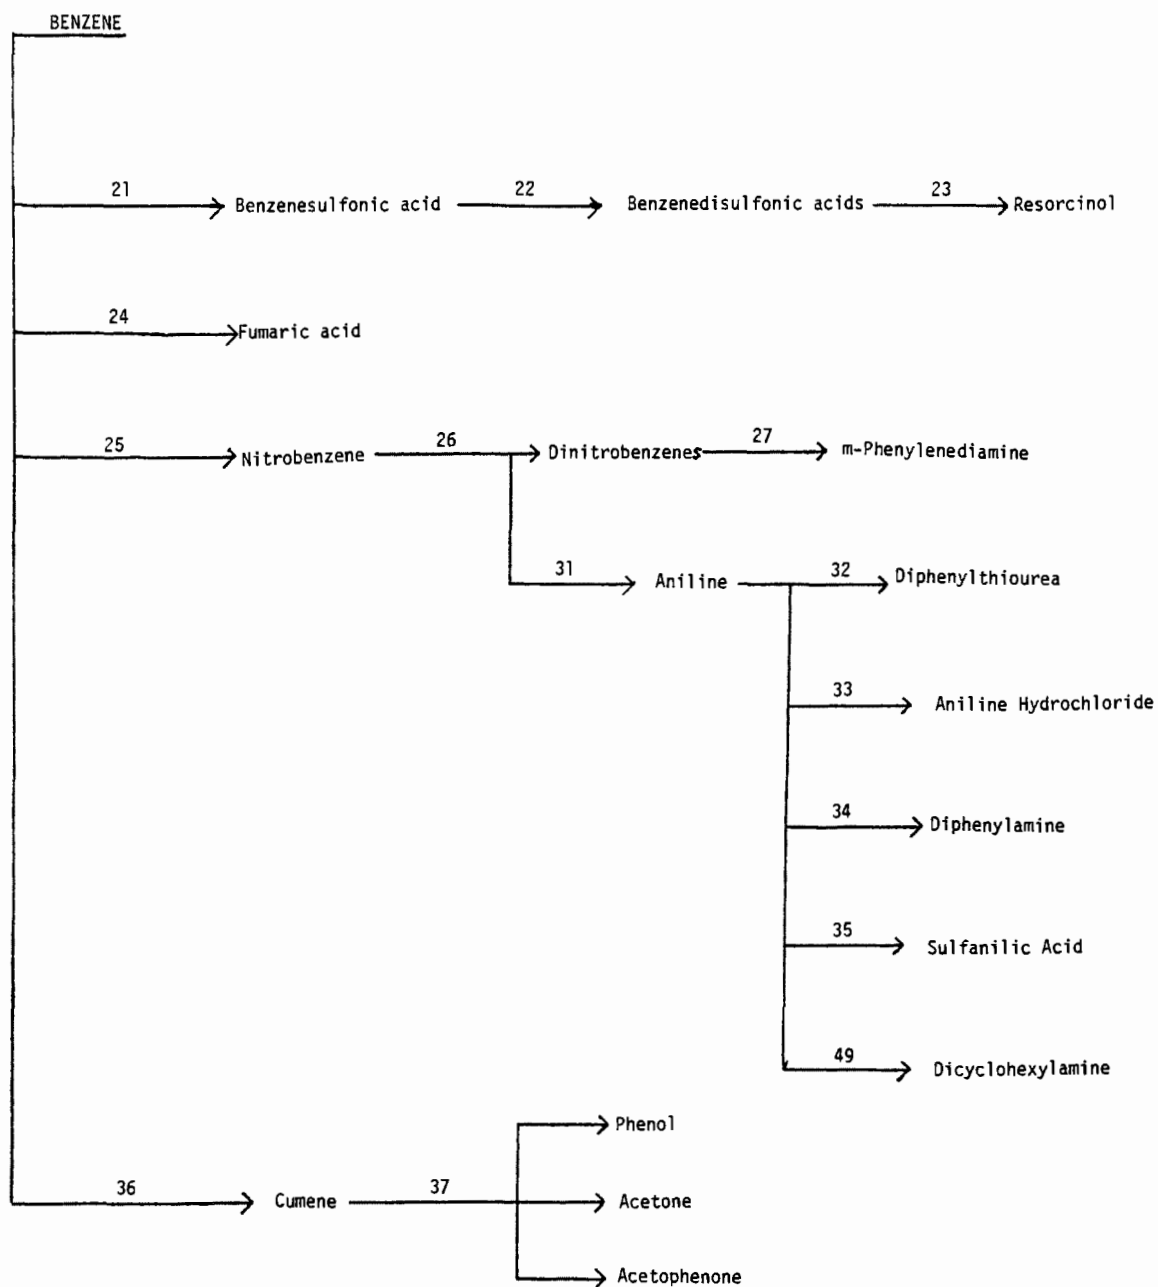 BENZENE
21 22 23
Benzenesulfonic acid Benzenedisulfonic acids Resorcinol
24
Fumaric acid
25 26 27
Nitrobenzene Dinitrobenzenes m-Phenylenediamine
31 32
Aniline Diphenylthiourea
33
Aniline Hydrochloride
34
Diphenylamine
35
Sulfanilic Acid
49
Dicyclohexylamine
Phenol
36 37
Cumene Acetone
Acetophenone